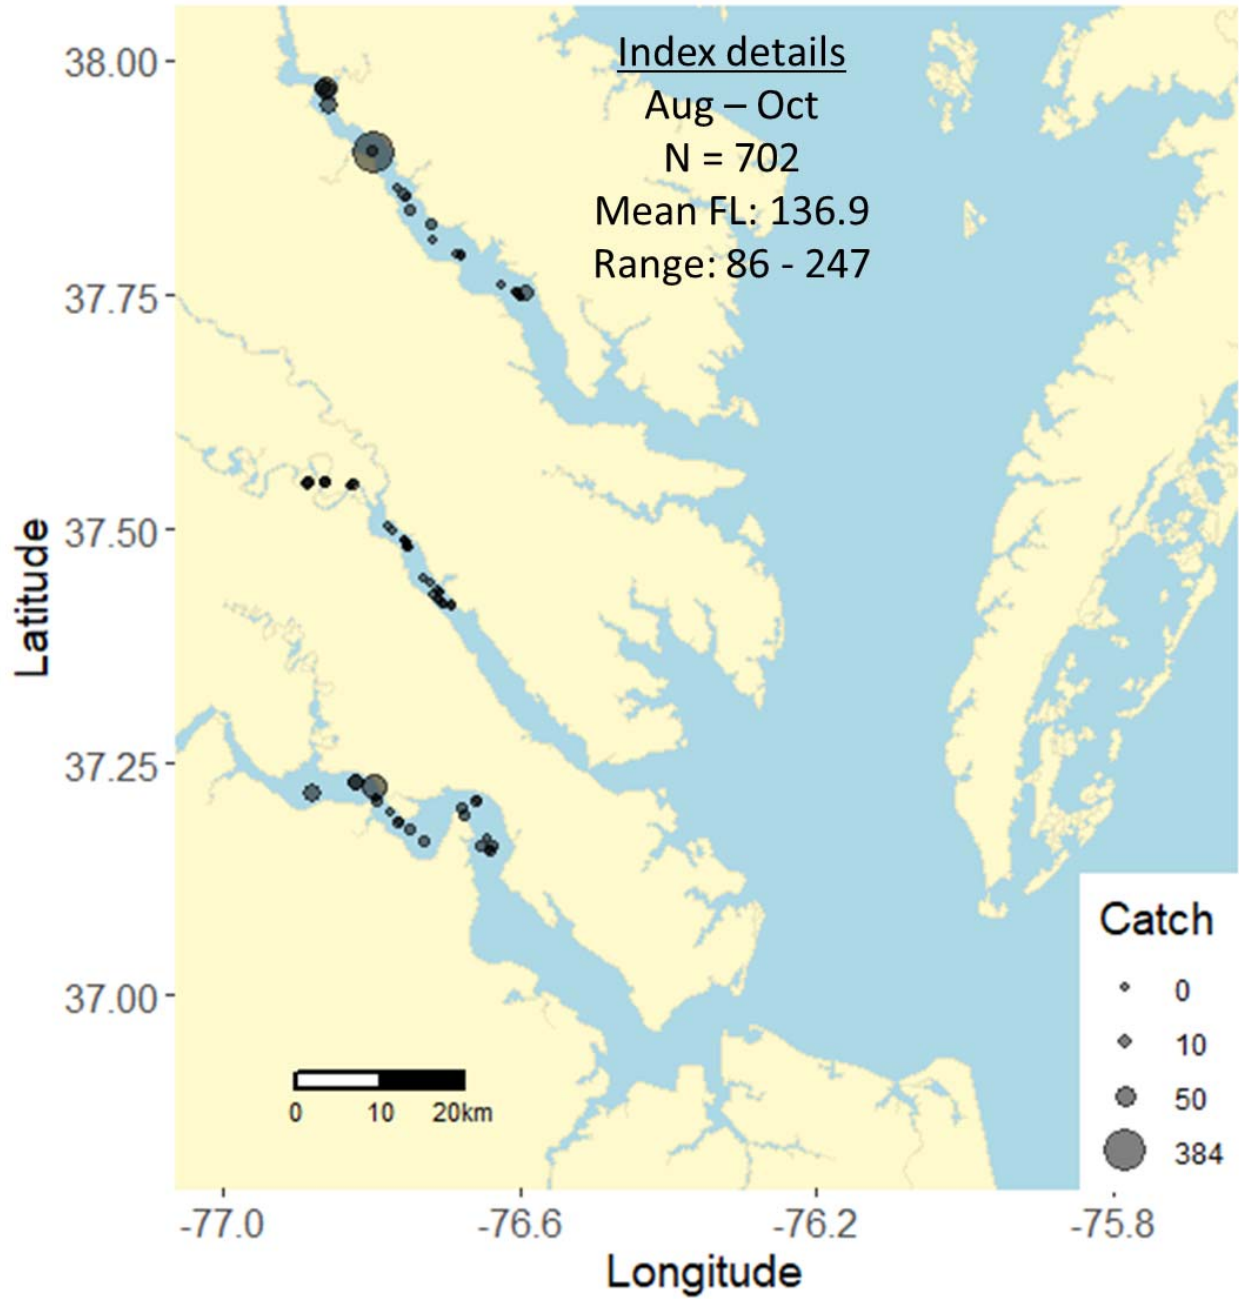 Index details
Aug – Oct
N = 702
Mean FL: 136.9
Range: 86 - 247
38.00
37.75
37.50
37.25
37.00
Latitude
Catch
0
10
50
384
0 10 20km
-77.0 -76.6 -76.2 -75.8
Longitude